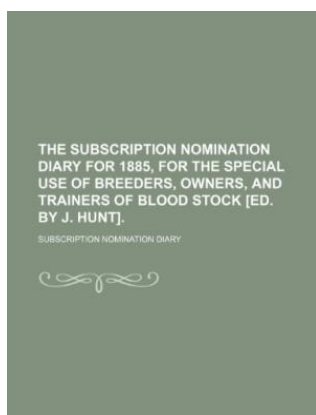 THE SUBSCRIPTION NOMINATION
DIARY FOR 1885, FOR THE SPECIAL
USE OF BREEDERS, OWNERS, AND
TRAINERS OF BLOOD STOCK [ED.
BY J. HUNT].
SUBSCRIPTION NOMINATION DIARY